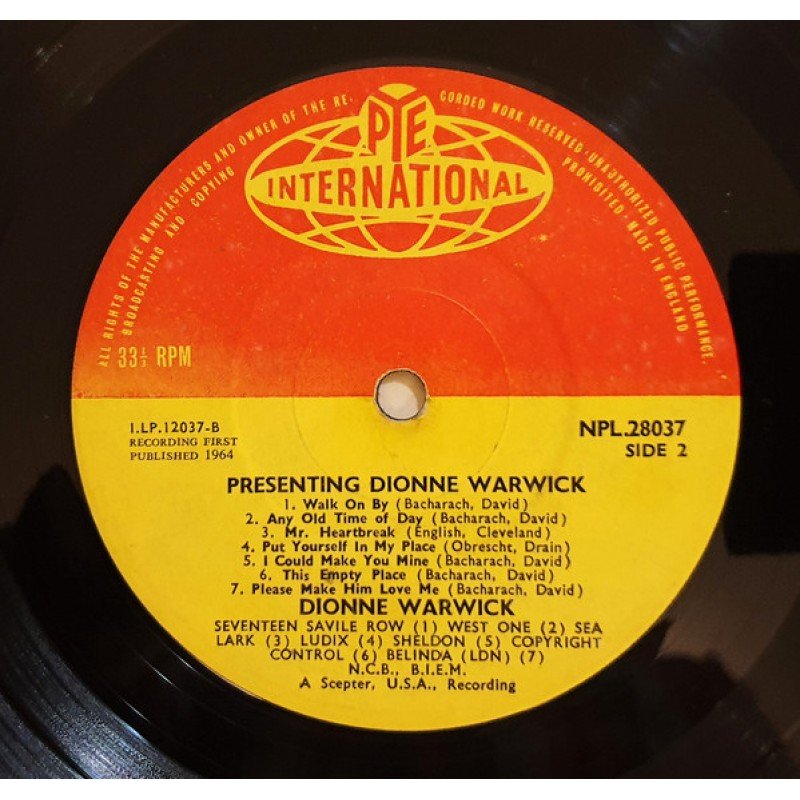 ALL RIGHTS OF THE MANUFACTURERS AND OWNER OF THE RE-
CORDED WORK RESERVED·UNAUTHORIZED PUBLIC PERFORMANCE.
BROADCASTING AND COPYING
PROHIBITED·MADE IN ENGLAND
PYE
INTERNATIONAL
33⅓ RPM
I.LP.12037-B
RECORDING FIRST
PUBLISHED 1964
NPL.28037
SIDE 2
PRESENTING DIONNE WARWICK
1. Walk On By (Bacharach, David)
2. Any Old Time of Day (Bacharach, David)
3. Mr. Heartbreak (English, Cleveland)
4. Put Yourself In My Place (Obrescht, Drain)
5. I Could Make You Mine (Bacharach, David)
6. This Empty Place (Bacharach, David)
7. Please Make Him Love Me (Bacharach, David)
DIONNE WARWICK
SEVENTEEN SAVILE ROW (1) WEST ONE (2) SEA
LARK (3) LUDIX (4) SHELDON (5) COPYRIGHT
CONTROL (6) BELINDA (LDN) (7)
N.C.B., B.I.E.M.
A Scepter, U.S.A., Recording